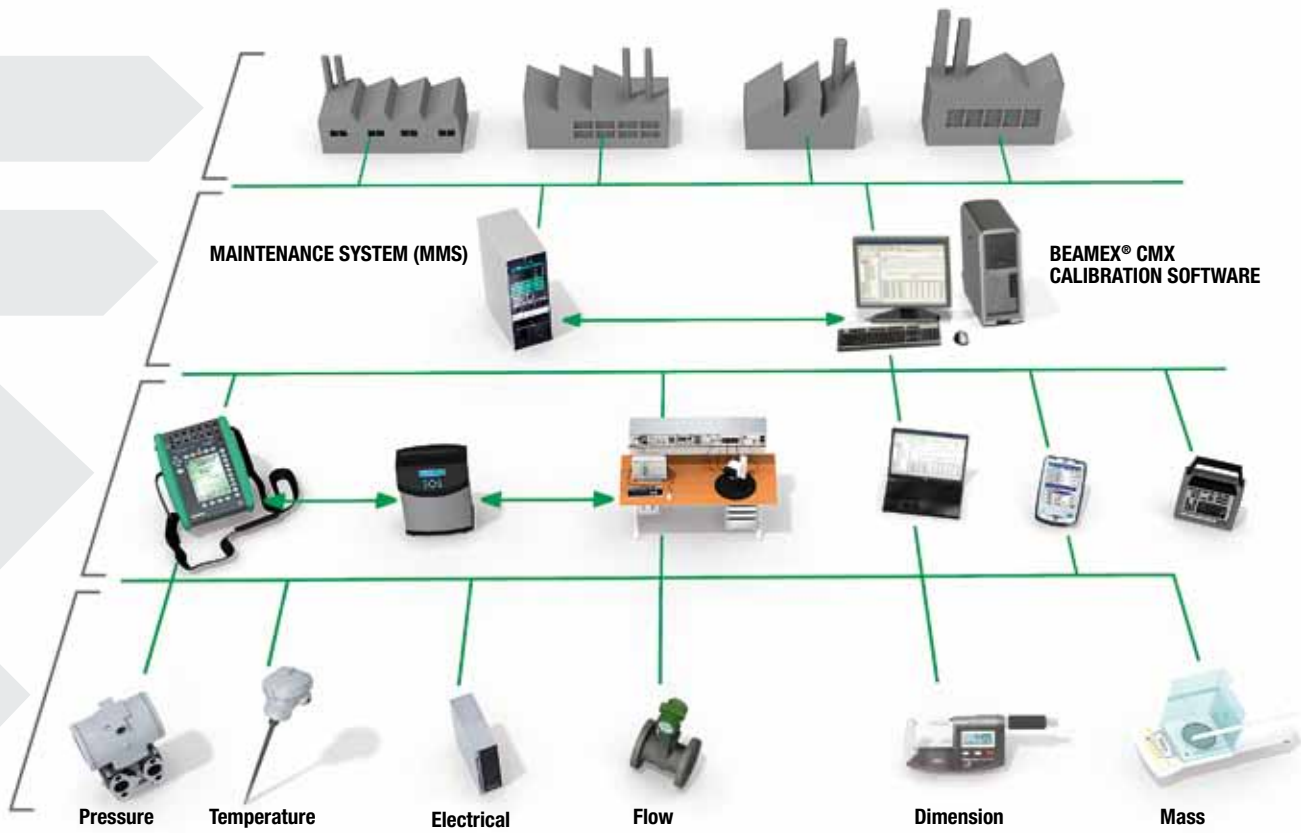 MAINTENANCE SYSTEM (MMS)
BEAMEX® CMX
CALIBRATION SOFTWARE
Pressure
Temperature
Electrical
Flow
Dimension
Mass